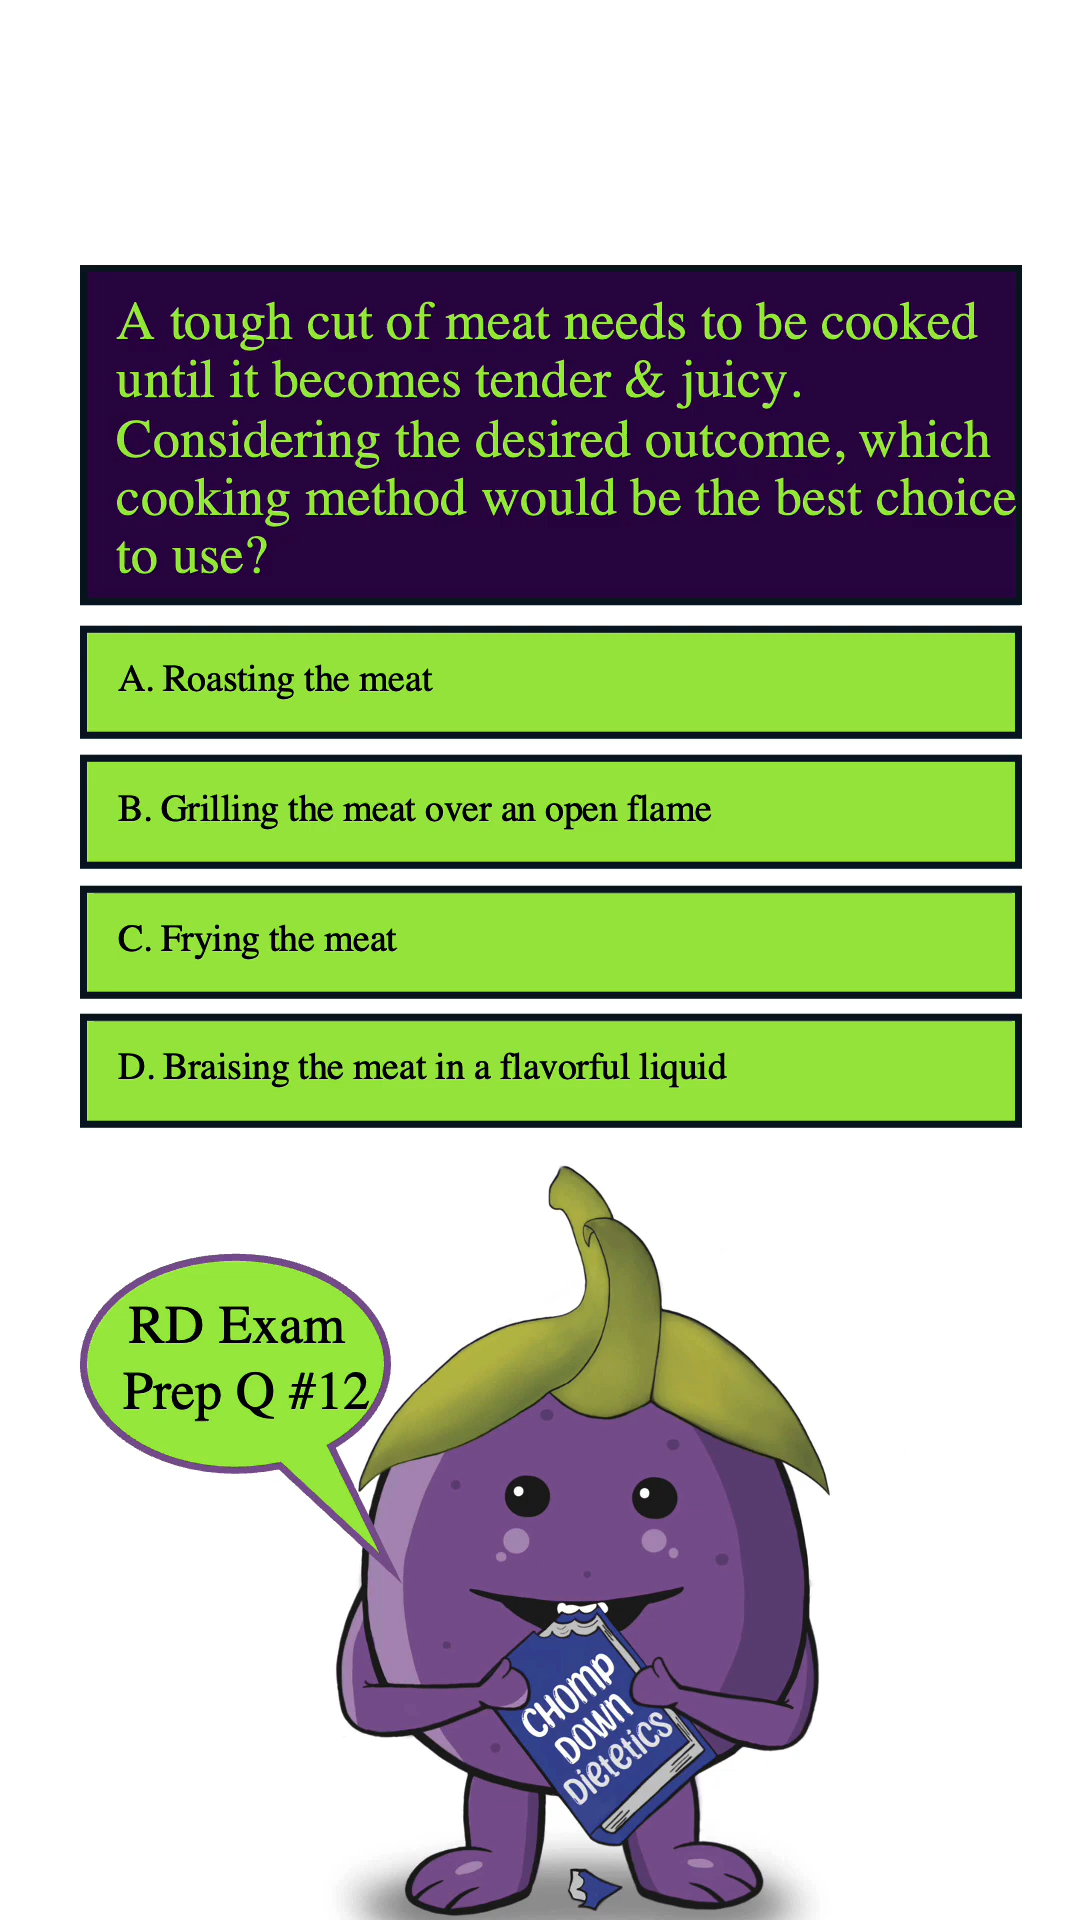 A tough cut of meat needs to be cooked
until it becomes tender & juicy.
Considering the desired outcome, which
cooking method would be the best choice
to use?
A. Roasting the meat
B. Grilling the meat over an open flame
C. Frying the meat
D. Braising the meat in a flavorful liquid
RD Exam
Prep Q #12
CHOMP
DOWN
Dietetics